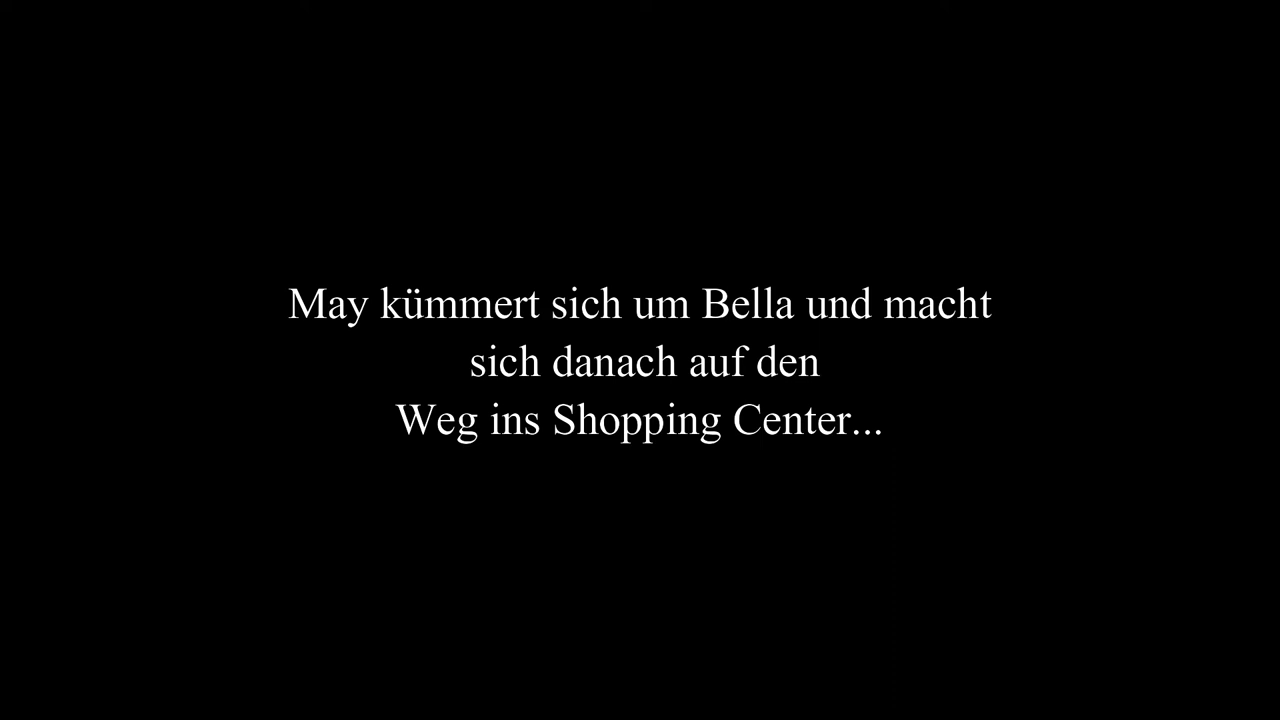 May kümmert sich um Bella und macht
sich danach auf den
Weg ins Shopping Center...